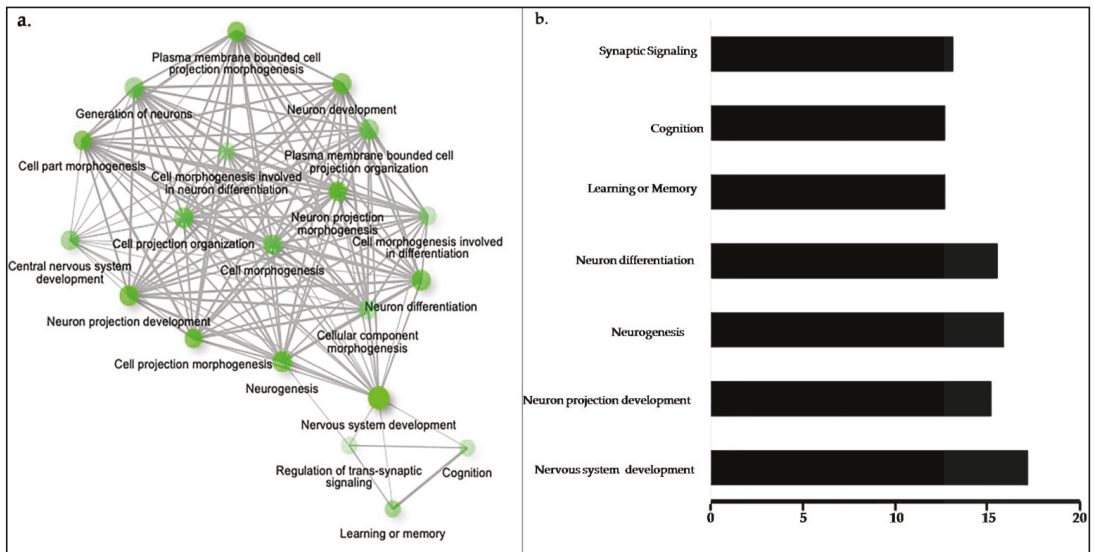 a.
Plasma membrane bounded cell
projection morphogenesis
Generation of neurons
Neuron development
Cell part morphogenesis
Plasma membrane bounded cell
projection organization
Cell morphogenesis involved
in neuron differentiation
Neuron projection
morphogenesis
Cell projection organization
Cell morphogenesis involved
in differentiation
Central nervous system
development
Cell morphogenesis
Neuron differentiation
Neuron projection development
Cellular component
morphogenesis
Cell projection morphogenesis
Neurogenesis
Nervous system development
Regulation of trans-synaptic
signaling
Cognition
Learning or memory
b.
Synaptic Signaling
Cognition
Learning or Memory
Neuron differentiation
Neurogenesis
Neuron projection development
Nervous system development
0 5 10 15 20